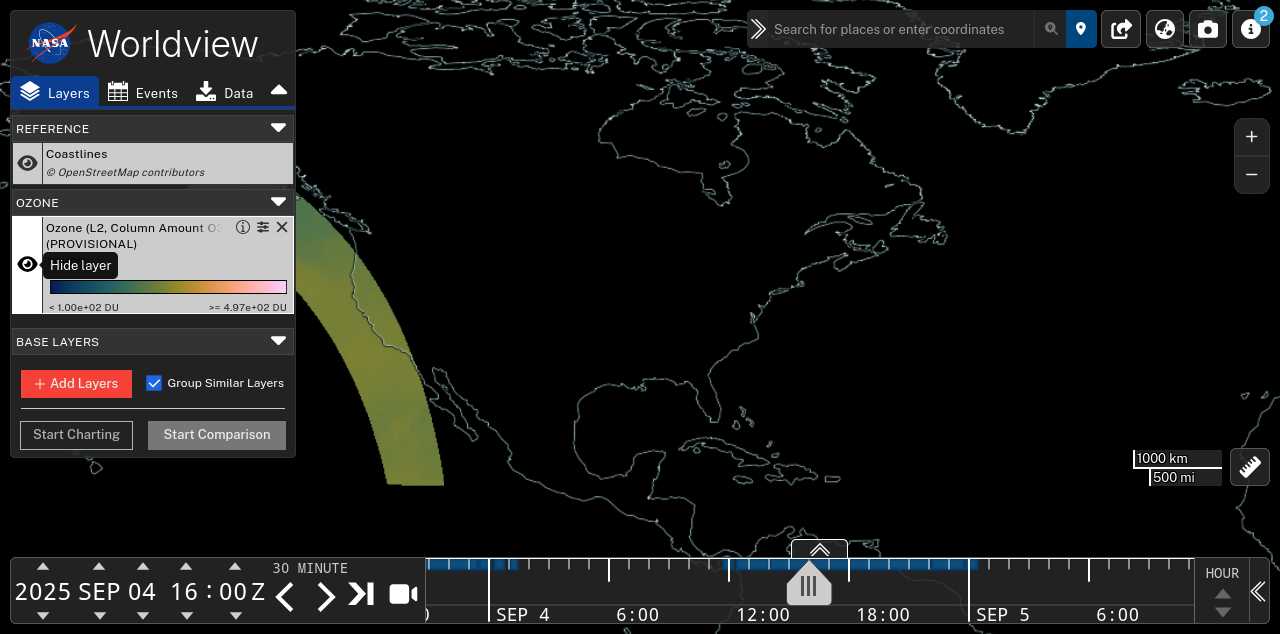 NASA
Worldview
Layers
Events
Data
REFERENCE
Coastlines
© OpenStreetMap contributors
OZONE
Ozone (L2, Column Amount O
(PROVISIONAL)
Hide layer
< 1.00e+02 DU
>= 4.97e+02 DU
BASE LAYERS
+ Add Layers
Group Similar Layers
Start Charting
Start Comparison
Search for places or enter coordinates
2
+
−
1000 km
500 mi
2025 SEP 04 16 : 00 Z
30 MINUTE
SEP 4
6:00
12:00
18:00
SEP 5
6:00
HOUR